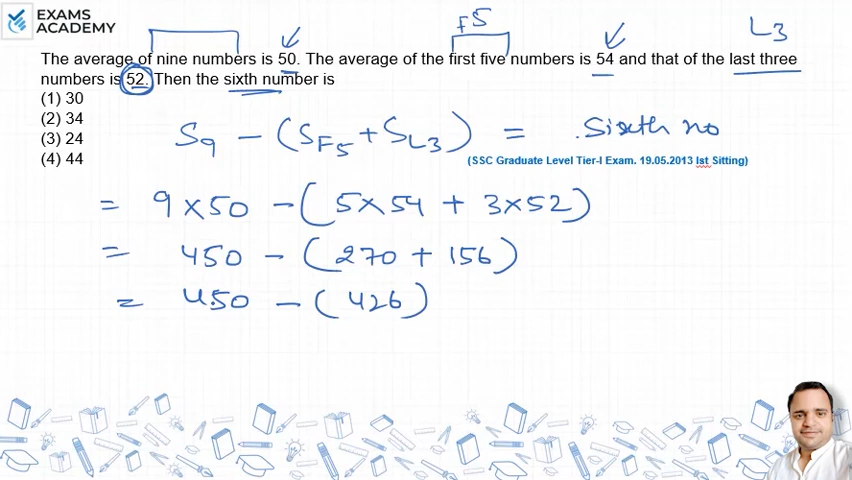 EXAMS
ACADEMY
F5
L3
The average of nine numbers is 50. The average of the first five numbers is 54 and that of the last three
numbers is 52. Then the sixth number is
(1) 30
(2) 34
(3) 24
(4) 44
S9 - (SF5 + SL3) = Sixth no
(SSC Graduate Level Tier-I Exam. 19.05.2013 Ist Sitting)
= 9 × 50 - (5 × 54 + 3 × 52)
= 450 - (270 + 156)
= 450 - (426)